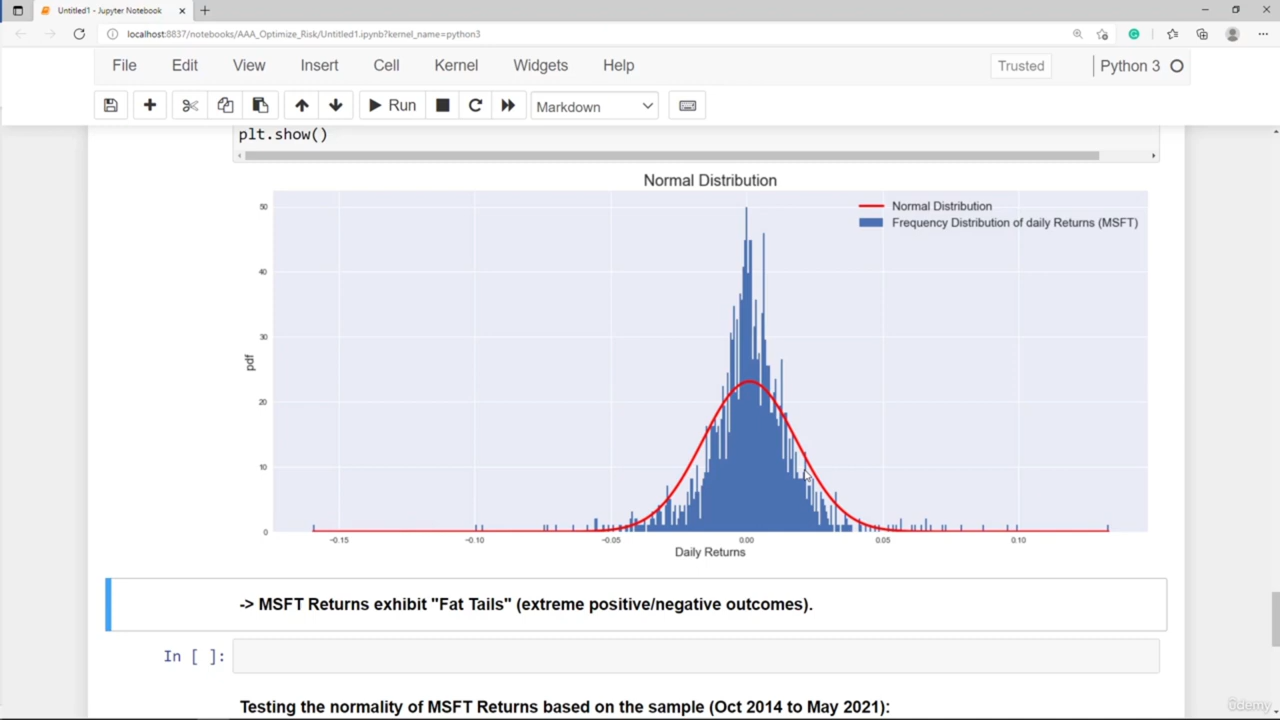 Untitled1 - Jupyter Notebook
localhost:8837/notebooks/AAA_Optimize_Risk/Untitled1.ipynb?kernel_name=python3
File Edit View Insert Cell Kernel Widgets Help Trusted Python 3
Run Markdown
plt.show()
Normal Distribution
Normal Distribution
Frequency Distribution of daily Returns (MSFT)
50
40
30
20
10
0
pdf
−0.15 −0.10 −0.05 0.00 0.05 0.10
Daily Returns
-> MSFT Returns exhibit "Fat Tails" (extreme positive/negative outcomes).
In [ ]:
Testing the normality of MSFT Returns based on the sample (Oct 2014 to May 2021):
ûdemy